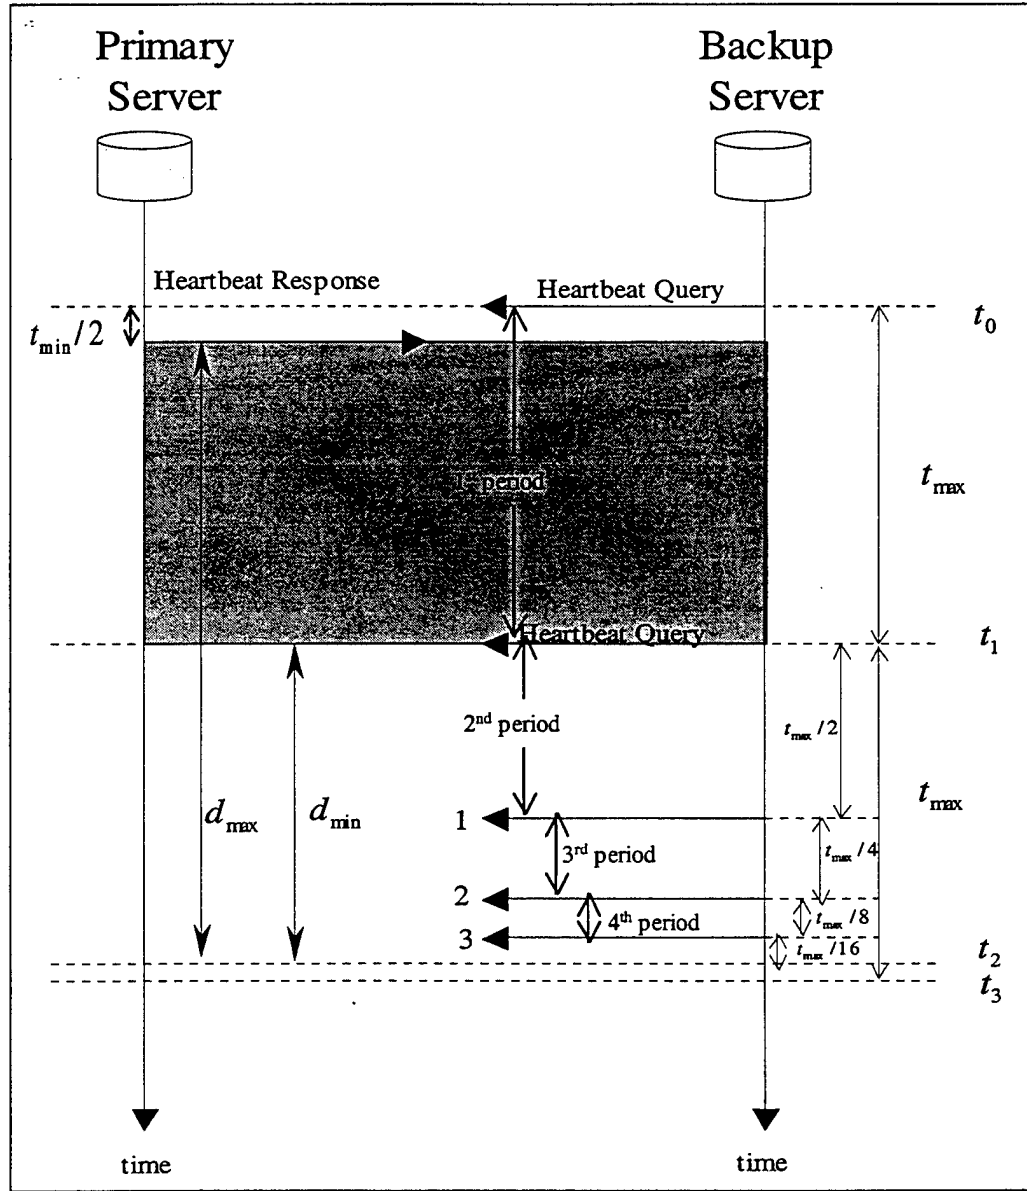 Primary
Server
Backup
Server
Heartbeat Response
Heartbeat Query
t0
tmin/2
period
tmax
Heartbeat Query
t1
2nd period
tmax/2
dmax
dmin
tmax
1
3rd period
tmax/4
2
4th period
tmax/8
3
tmax/16
t2
t3
time
time